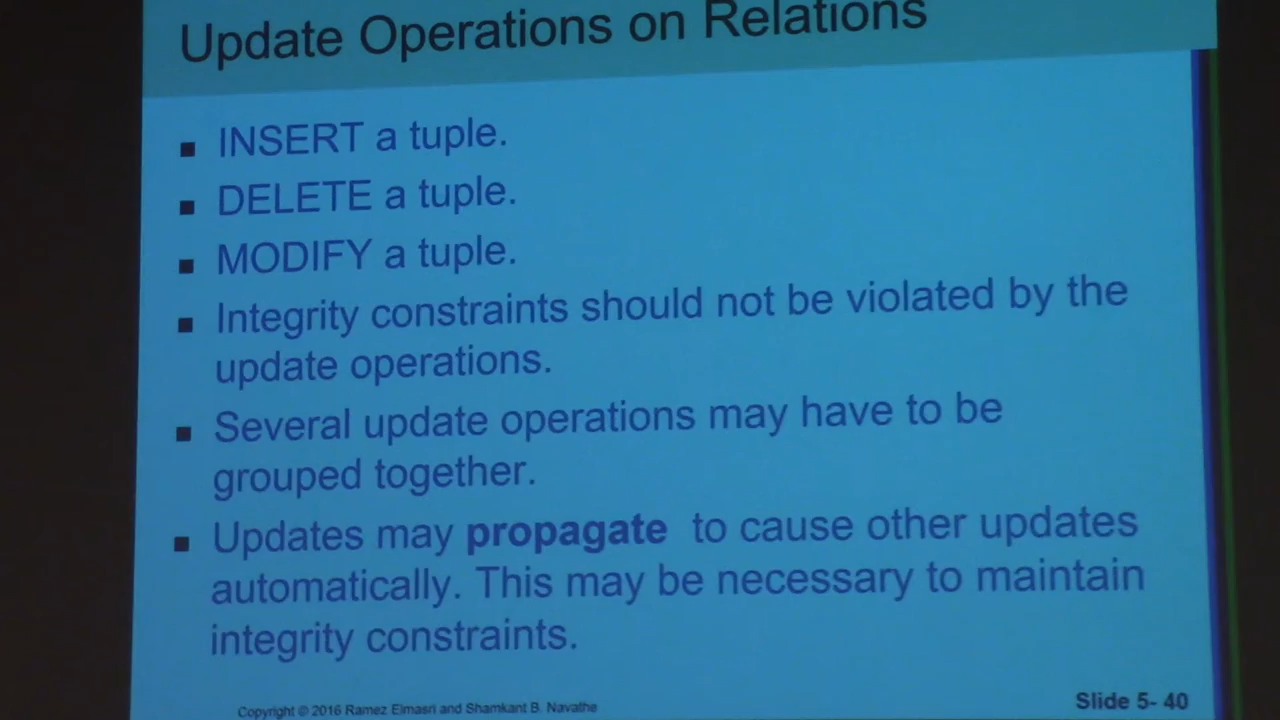 Update Operations on Relations
■ INSERT a tuple.
■ DELETE a tuple.
■ MODIFY a tuple.
■ Integrity constraints should not be violated by the
update operations.
■ Several update operations may have to be
grouped together.
■ Updates may propagate to cause other updates
automatically. This may be necessary to maintain
integrity constraints.
Copyright © 2016 Ramez Elmasri and Shamkant B. Navathe
Slide 5- 40